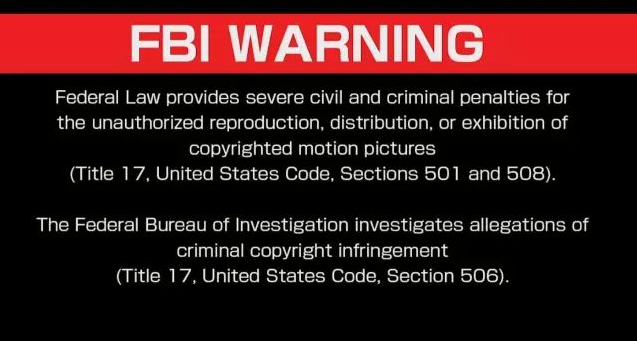 FBI WARNING
Federal Law provides severe civil and criminal penalties for
the unauthorized reproduction, distribution, or exhibition of
copyrighted motion pictures
(Title 17, United States Code, Sections 501 and 508).
The Federal Bureau of Investigation investigates allegations of
criminal copyright infringement
(Title 17, United States Code, Section 506).